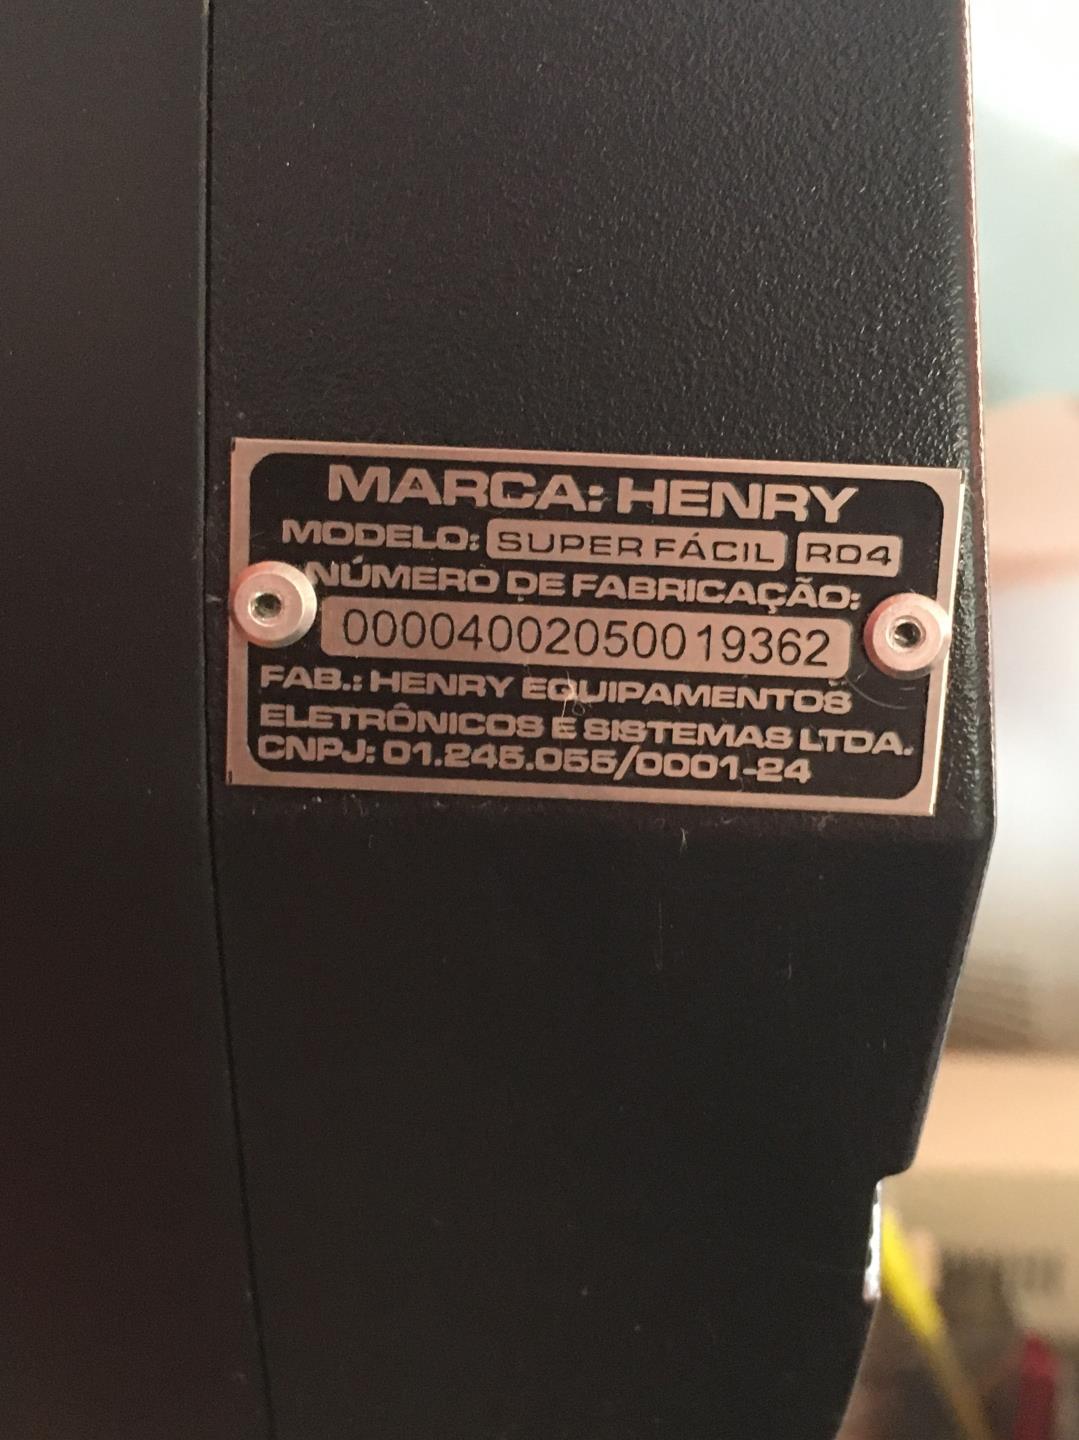 MARCA: HENRY
MODELO: SUPER FÁCIL R04
NÚMERO DE FABRICAÇÃO:
00004002050019362
FAB.: HENRY EQUIPAMENTOS
ELETRÔNICOS E SISTEMAS LTDA.
CNPJ: 01.245.055/0001-24